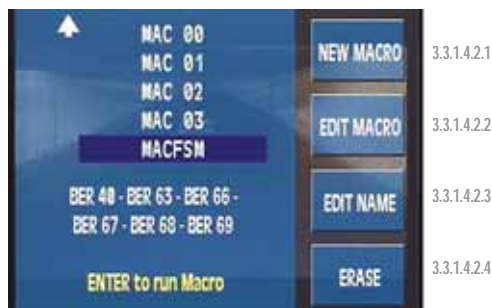 MAC 00
MAC 01
MAC 02
MAC 03
MACFSM
BER 40 - BER 63 - BER 66 -
BER 67 - BER 68 - BER 69
ENTER to run Macro
NEW MACRO 3.3.1.4.2.1
EDIT MACRO 3.3.1.4.2.2
EDIT NAME 3.3.1.4.2.3
ERASE 3.3.1.4.2.4